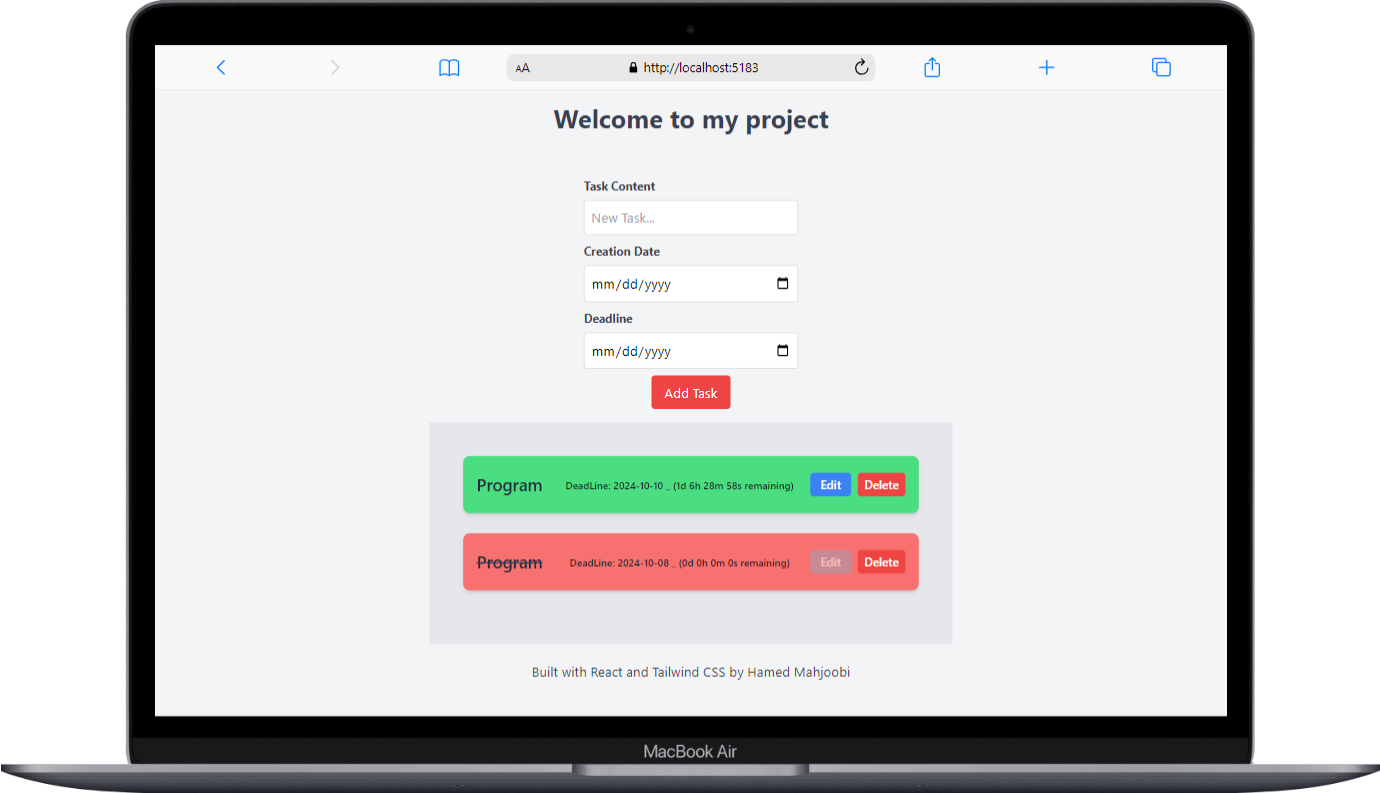 AA http://localhost:5183
Welcome to my project
Task Content
New Task...
Creation Date
mm/dd/yyyy
Deadline
mm/dd/yyyy
Add Task
Program DeadLine: 2024-10-10 _ (1d 6h 28m 58s remaining) Edit Delete
Program DeadLine: 2024-10-08 _ (0d 0h 0m 0s remaining) Edit Delete
Built with React and Tailwind CSS by Hamed Mahjoobi
MacBook Air